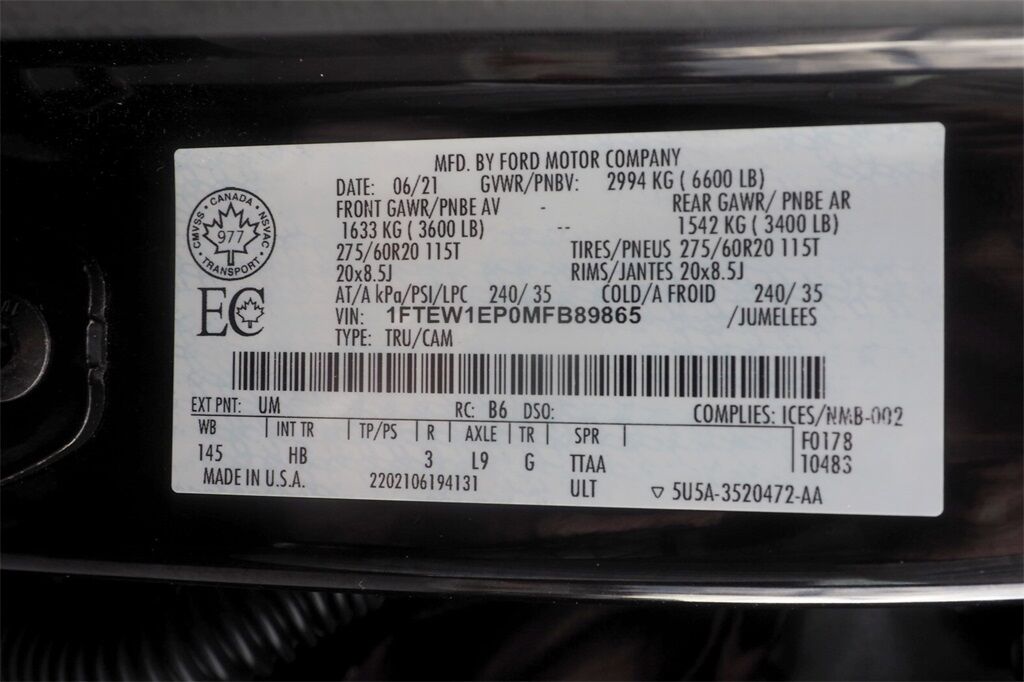 MFD. BY FORD MOTOR COMPANY
DATE: 06/21 GVWR/PNBV: 2994 KG ( 6600 LB)
FRONT GAWR/PNBE AV - REAR GAWR/ PNBE AR
1633 KG ( 3600 LB) -- 1542 KG ( 3400 LB)
275/60R20 115T TIRES/PNEUS 275/60R20 115T
20x8.5J RIMS/JANTES 20x8.5J
AT/A kPa/PSI/LPC 240/ 35 COLD/A FROID 240/ 35
VIN: 1FTEW1EP0MFB89865 /JUMELEES
TYPE: TRU/CAM
CANADA
CMVSS · NSVAC
977
TRANSPORT
EC
EXT PNT: UM RC: B6 DSO: COMPLIES: ICES/NMB-002
WB INT TR TP/PS R AXLE TR SPR F0178
145 HB 3 L9 G TTAA 10483
MADE IN U.S.A. 2202106194131 ULT ▽ 5U5A-3520472-AA